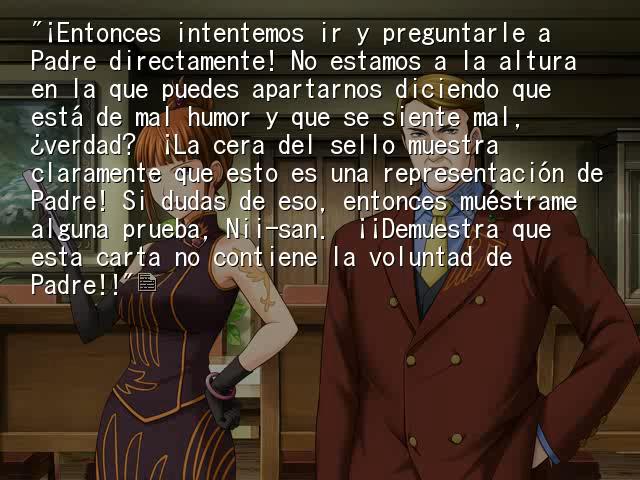 "¡Entonces intentemos ir y preguntarle a
Padre directamente! No estamos a la altura
en la que puedes apartarnos diciendo que
está de mal humor y que se siente mal,
¿verdad?  ¡La cera del sello muestra
claramente que esto es una representación de
Padre! Si dudas de eso, entonces muéstrame
alguna prueba, Nii-san.  ¡¡Demuestra que
esta carta no contiene la voluntad de
Padre!!"